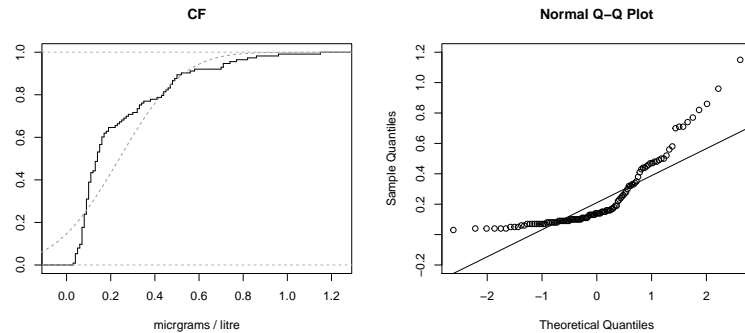 CF
1.0
0.8
0.6
0.4
0.2
0.0
0.0 0.2 0.4 0.6 0.8 1.0 1.2
micrgrams / litre
Normal Q−Q Plot
Sample Quantiles
1.2
1.0
0.8
0.6
0.4
0.2
−0.2
−2 −1 0 1 2
Theoretical Quantiles